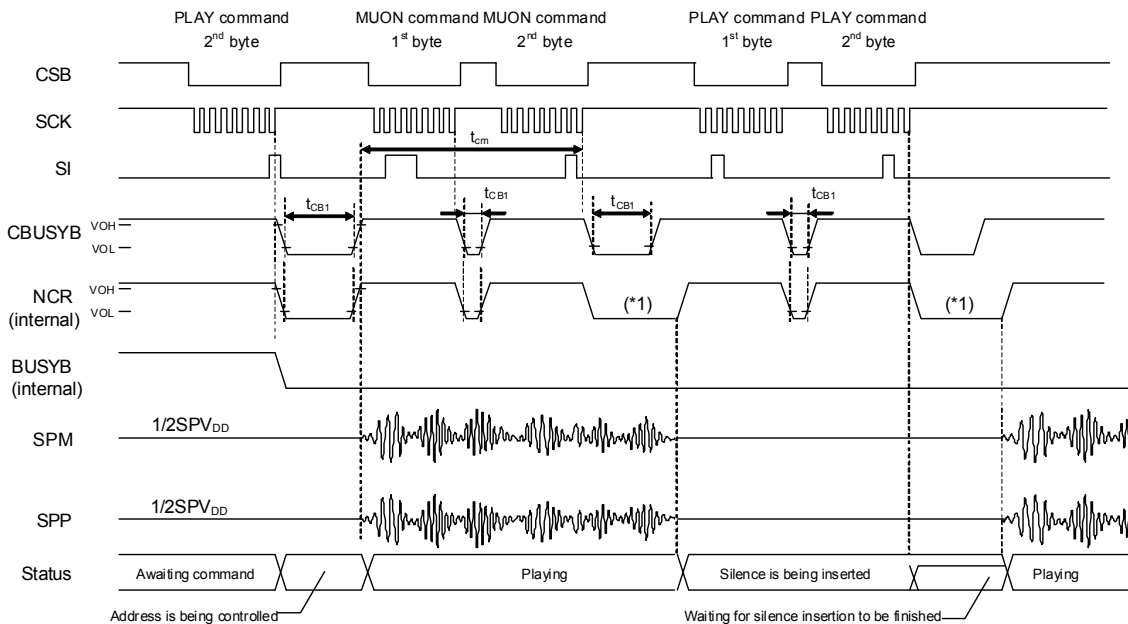 PLAY command MUON command MUON command PLAY command PLAY command
2nd byte 1st byte 2nd byte 1st byte 2nd byte
CSB
SCK
tcm
SI
tCB1 tCB1 tCB1 tCB1
CBUSYB VOH
VOL
NCR VOH
(internal) VOL (*1) (*1)
BUSYB
(internal)
1/2SPVDD
SPM
1/2SPVDD
SPP
Status Awaiting command Playing Silence is being inserted Playing
Address is being controlled Waiting for silence insertion to be finished